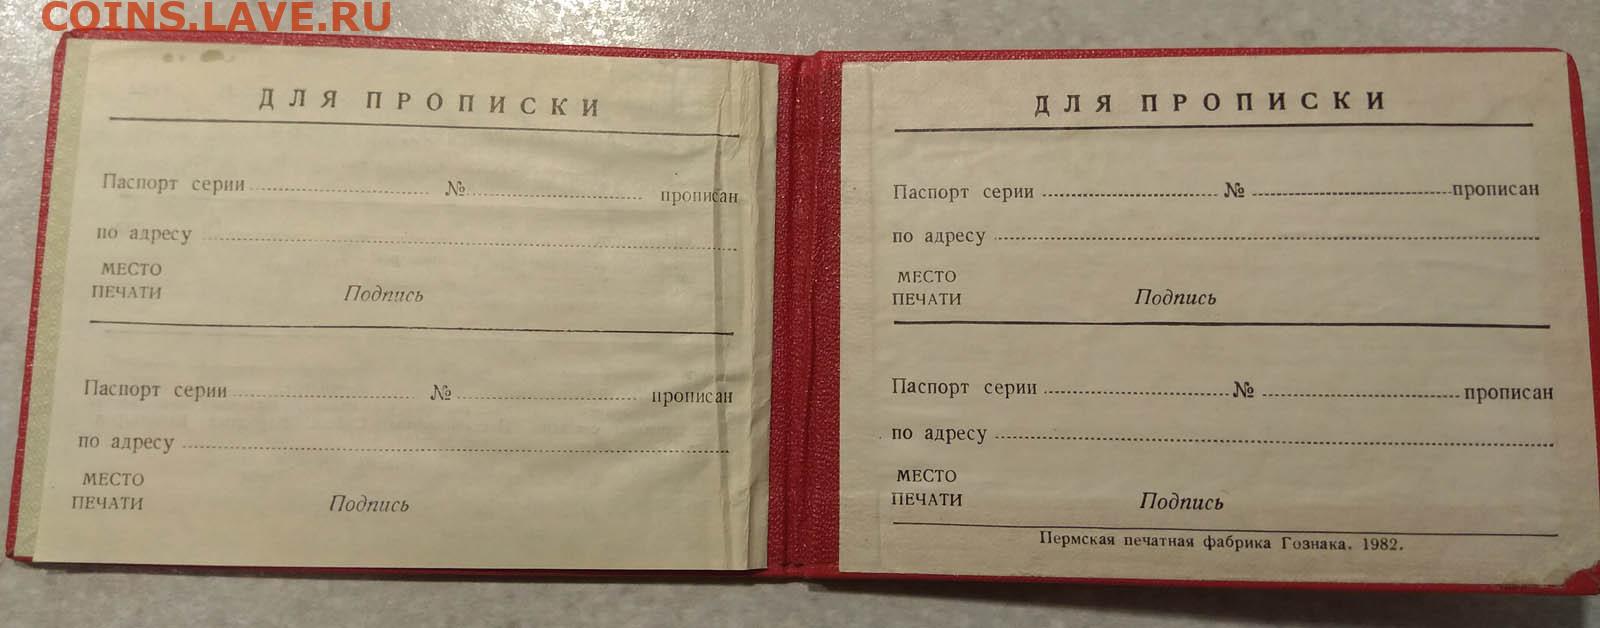 COINS.LAVE.RU
ДЛЯ ПРОПИСКИ
Паспорт серии № прописан
по адресу
МЕСТО
ПЕЧАТИ Подпись
Паспорт серии № прописан
по адресу
МЕСТО
ПЕЧАТИ Подпись
ДЛЯ ПРОПИСКИ
Паспорт серии № прописан
по адресу
МЕСТО
ПЕЧАТИ Подпись
Паспорт серии № прописан
по адресу
МЕСТО
ПЕЧАТИ Подпись
Пермская печатная фабрика Гознака. 1982.